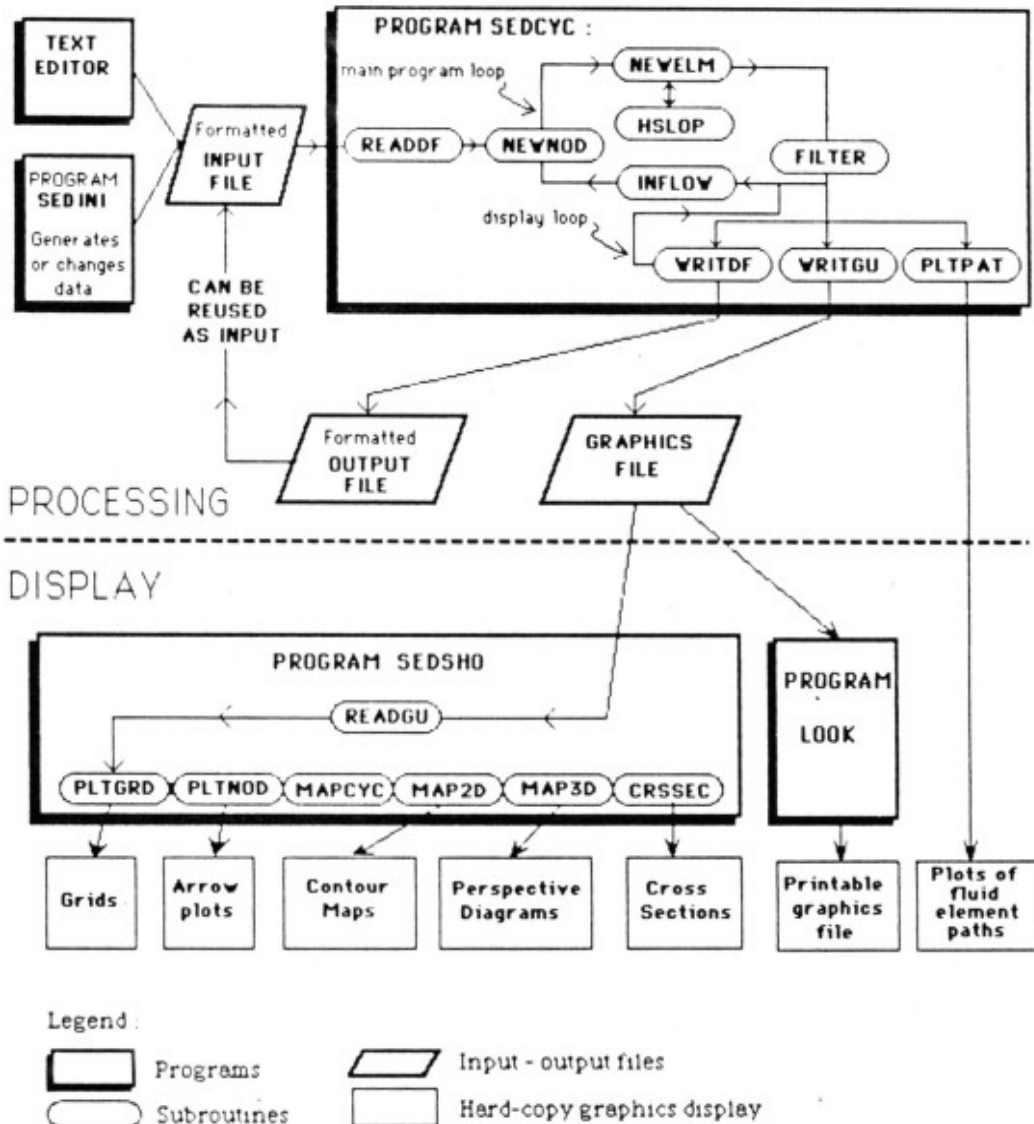 TEXT
EDITOR
PROGRAM
SEDINI
Generates
or changes
data
Formatted
INPUT
FILE
CAN BE
REUSED
AS INPUT
PROGRAM SEDCYC :
main program loop
NEWELM
HSLOP
READDF
NEWNOD
FILTER
INFLOW
display loop
WRITDF
WRITGU
PLTPAT
Formatted
OUTPUT
FILE
GRAPHICS
FILE
PROCESSING
DISPLAY
PROGRAM SEDSHO
READGU
PLTGRD
PLTNOD
MAPCYC
MAP2D
MAP3D
CRSSEC
PROGRAM
LOOK
Grids
Arrow
plots
Contour
Maps
Perspective
Diagrams
Cross
Sections
Printable
graphics
file
Plots of
fluid
element
paths
Legend :
Programs
Input - output files
Subroutines
Hard-copy graphics display